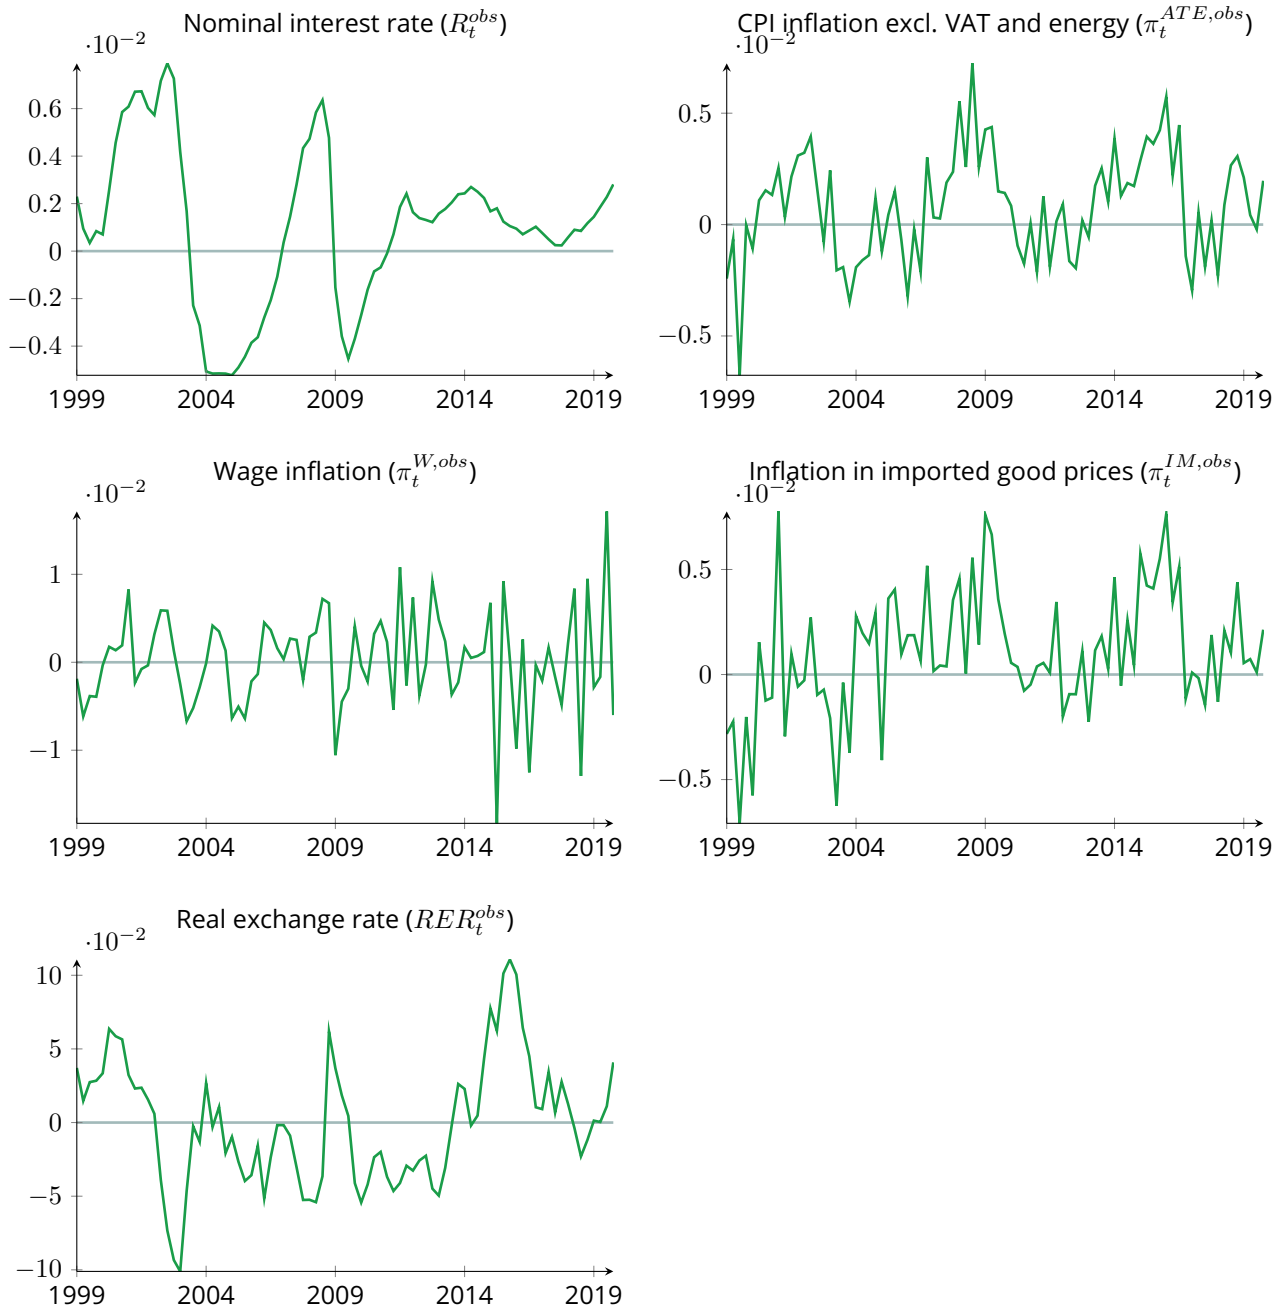 Nominal interest rate ($R_t^{obs}$)
·10⁻²
0.6
0.4
0.2
0
−0.2
−0.4
1999 2004 2009 2014 2019
CPI inflation excl. VAT and energy ($\pi_t^{ATE,obs}$)
·10⁻²
0.5
0
−0.5
1999 2004 2009 2014 2019
Wage inflation ($\pi_t^{W,obs}$)
·10⁻²
1
0
−1
1999 2004 2009 2014 2019
Inflation in imported good prices ($\pi_t^{IM,obs}$)
·10⁻²
0.5
0
−0.5
1999 2004 2009 2014 2019
Real exchange rate ($RER_t^{obs}$)
·10⁻²
10
5
0
−5
−10
1999 2004 2009 2014 2019